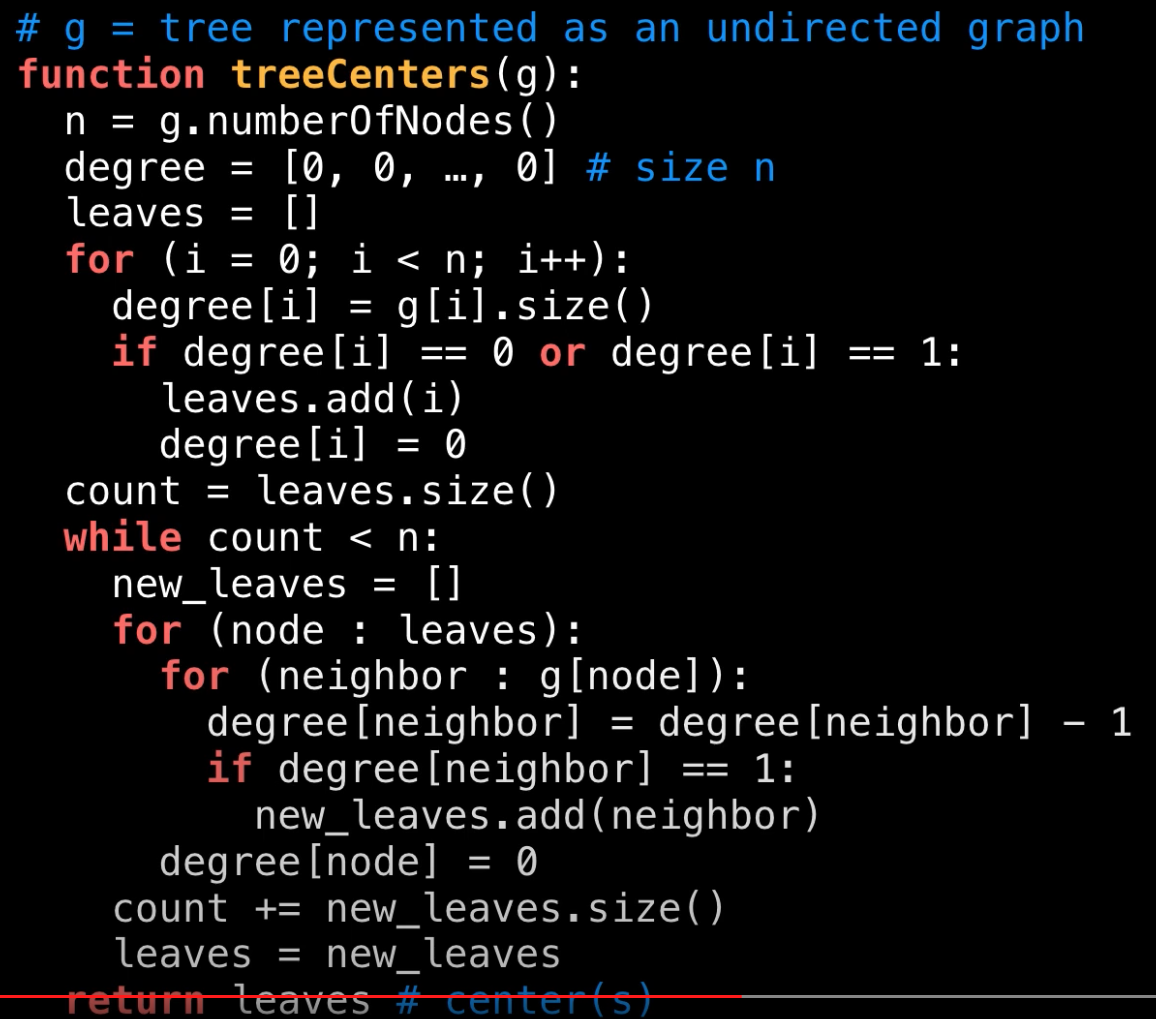 # g = tree represented as an undirected graph
function treeCenters(g):
  n = g.numberOfNodes()
  degree = [0, 0, …, 0] # size n
  leaves = []
  for (i = 0; i < n; i++):
    degree[i] = g[i].size()
    if degree[i] == 0 or degree[i] == 1:
      leaves.add(i)
      degree[i] = 0
  count = leaves.size()
  while count < n:
    new_leaves = []
    for (node : leaves):
      for (neighbor : g[node]):
        degree[neighbor] = degree[neighbor] − 1
        if degree[neighbor] == 1:
          new_leaves.add(neighbor)
      degree[node] = 0
    count += new_leaves.size()
    leaves = new_leaves
  return leaves # center(s)